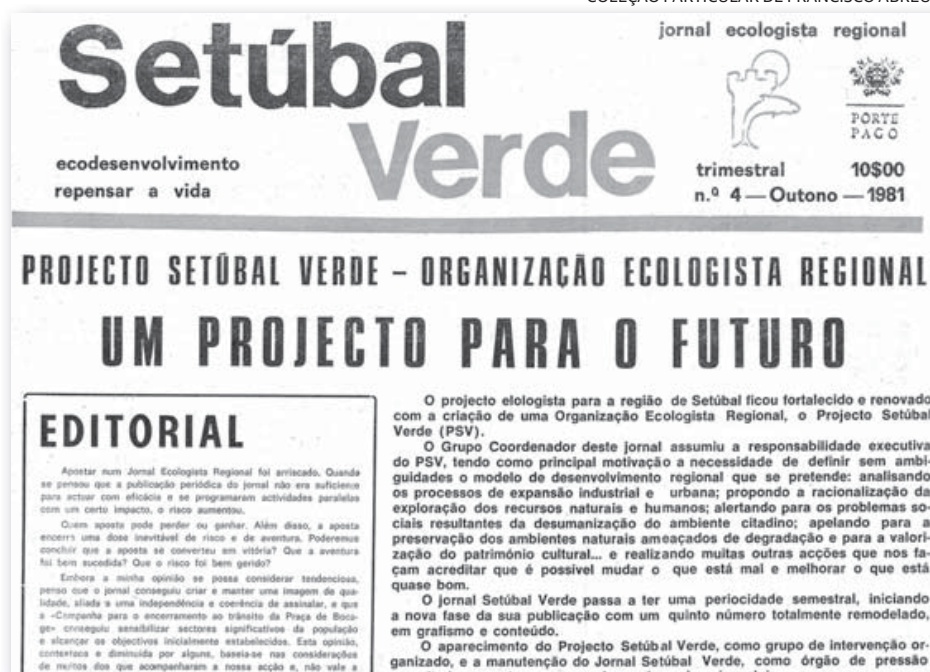 COLEÇÃO PARTICULAR DE FRANCISCO ABREU
Setúbal
Verde
ecodesenvolvimento
repensar a vida
jornal ecologista regional
PORTE
PAGO
trimestral 10$00
n.º 4 — Outono — 1981
PROJECTO SETÚBAL VERDE – ORGANIZAÇÃO ECOLOGISTA REGIONAL
UM PROJECTO PARA O FUTURO
EDITORIAL
Apostar num Jornal Ecologista Regional foi arriscado. Quando
se pensou que a publicação periódica do jornal não era suficiente
para actuar com eficácia e se programaram actividades paralelas
com um certo impacto, o risco aumentou.
Quem aposta pode perder ou ganhar. Além disso, a aposta
encerra uma dose inevitável de risco e de aventura. Poderemos
concluir que a aposta se converteu em vitória? Que a aventura
foi bem sucedida? Que o risco foi bem gerido?
Embora a minha opinião se possa considerar tendenciosa,
penso que o jornal conseguiu criar e manter uma imagem de qua-
lidade, aliada a uma independência e coerência de assinalar, e que
a «Campanha para o encerramento ao trânsito da Praça de Boca-
ge» conseguiu sensibilizar sectores significativos da população
e alcançar os objectivos inicialmente estabelecidos. Esta opinião,
contestada e diminuída por alguns, baseia-se nas considerações
de muitos dos que acompanharam a nossa acção e, não vale a
O projecto elologista para a região de Setúbal ficou fortalecido e renovado
com a criação de uma Organização Ecologista Regional, o Projecto Setúbal
Verde (PSV).
O Grupo Coordenador deste jornal assumiu a responsabilidade executiva
do PSV, tendo como principal motivação a necessidade de definir sem ambi-
guidades o modelo de desenvolvimento regional que se pretende: analisando
os processos de expansão industrial e urbana; propondo a racionalização da
exploração dos recursos naturais e humanos; alertando para os problemas so-
ciais resultantes da desumanização do ambiente citadino; apelando para a
preservação dos ambientes naturais ameaçados de degradação e para a valori-
zação do património cultural... e realizando muitas outras acções que nos fa-
çam acreditar que é possível mudar o que está mal e melhorar o que está
quase bom.
O jornal Setúbal Verde passa a ter uma periocidade semestral, iniciando
a nova fase da sua publicação com um quinto número totalmente remodelado,
em grafismo e conteúdo.
O aparecimento do Projecto Setúbal Verde, como grupo de intervenção or-
ganizado, e a manutenção do Jornal Setúbal Verde, como órgão de pressão